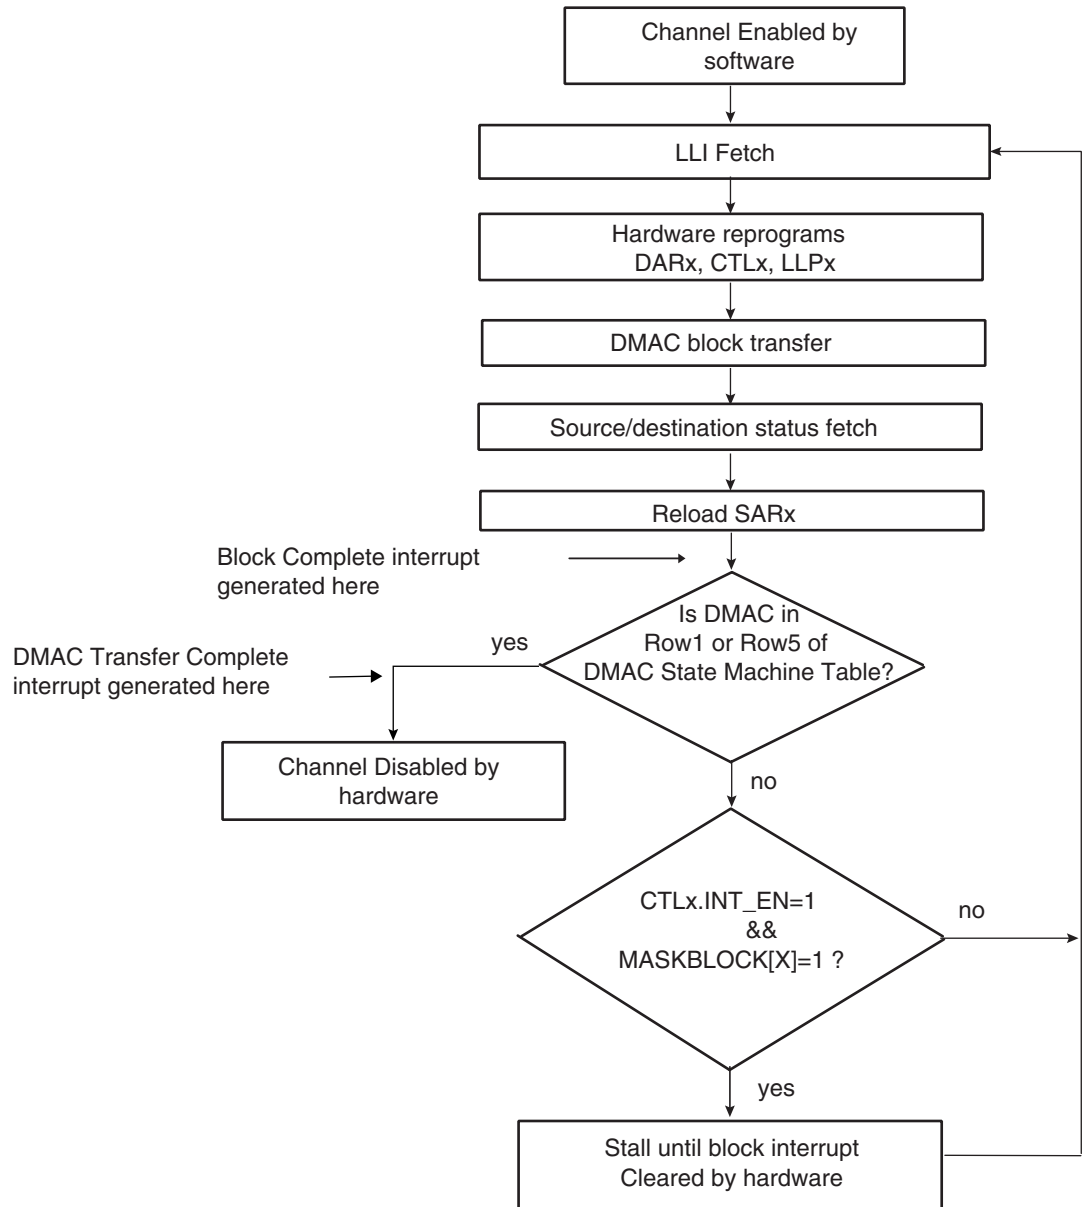 Channel Enabled by
software
LLI Fetch
Hardware reprograms
DARx, CTLx, LLPx
DMAC block transfer
Source/destination status fetch
Reload SARx
Block Complete interrupt
generated here
Is DMAC in
Row1 or Row5 of
DMAC State Machine Table?
yes
DMAC Transfer Complete
interrupt generated here
Channel Disabled by
hardware
no
CTLx.INT_EN=1
&&
MASKBLOCK[X]=1 ?
no
yes
Stall until block interrupt
Cleared by hardware